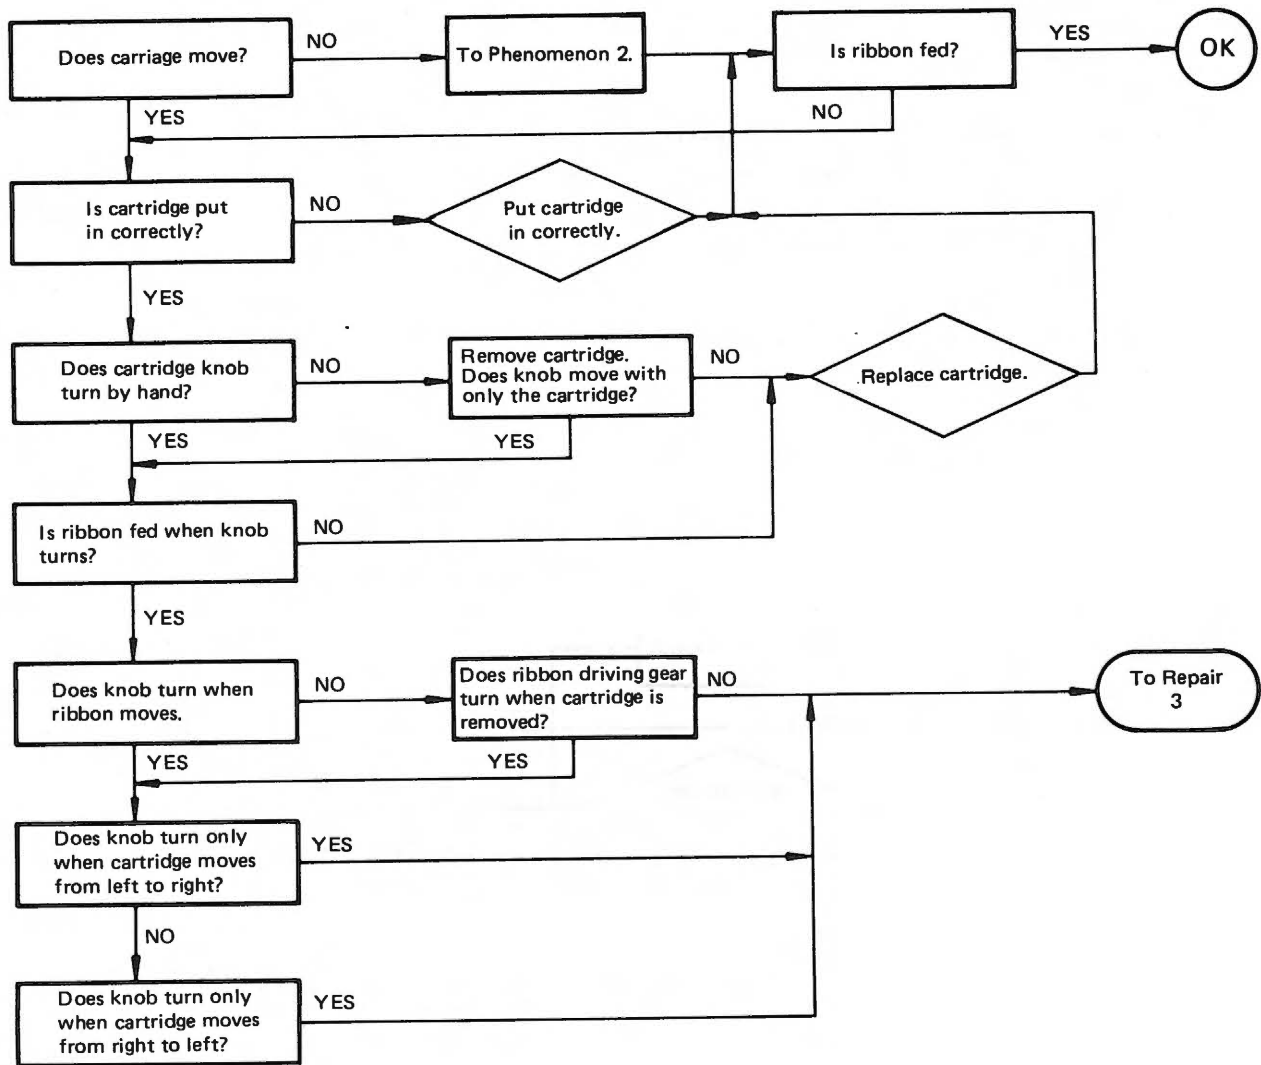 Does carriage move?
NO
To Phenomenon 2.
Is ribbon fed?
YES
OK
YES
NO
Is cartridge put
in correctly?
NO
Put cartridge
in correctly.
YES
Does cartridge knob
turn by hand?
NO
Remove cartridge.
Does knob move with
only the cartridge?
NO
Replace cartridge.
YES
YES
Is ribbon fed when knob
turns?
NO
YES
Does knob turn when
ribbon moves.
NO
Does ribbon driving gear
turn when cartridge is
removed?
NO
To Repair
3
YES
YES
Does knob turn only
when cartridge moves
from left to right?
YES
NO
Does knob turn only
when cartridge moves
from right to left?
YES